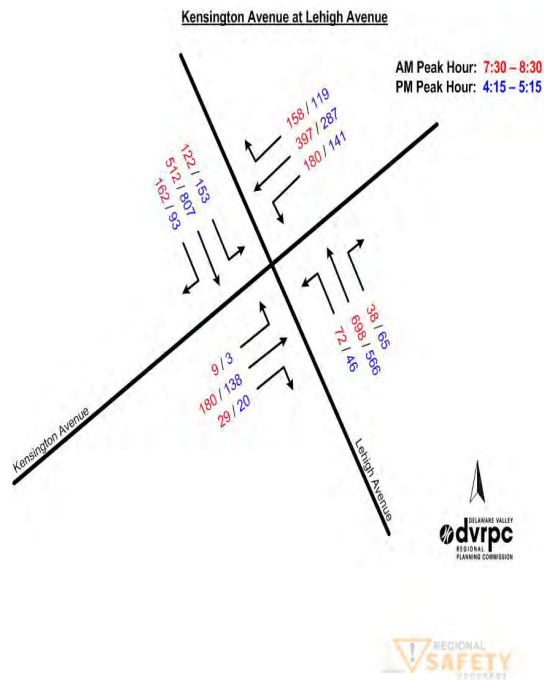 Kensington Avenue at Lehigh Avenue
AM Peak Hour: 7:30 – 8:30
PM Peak Hour: 4:15 – 5:15
158 / 119
397 / 287
180 / 141
122 / 153
512 / 807
162 / 93
38 / 65
698 / 566
72 / 46
9 / 3
180 / 138
29 / 20
Kensington Avenue
Lehigh Avenue
DELAWARE VALLEY
dvrpc
REGIONAL
PLANNING COMMISSION
REGIONAL
SAFETY
PROGRAMS